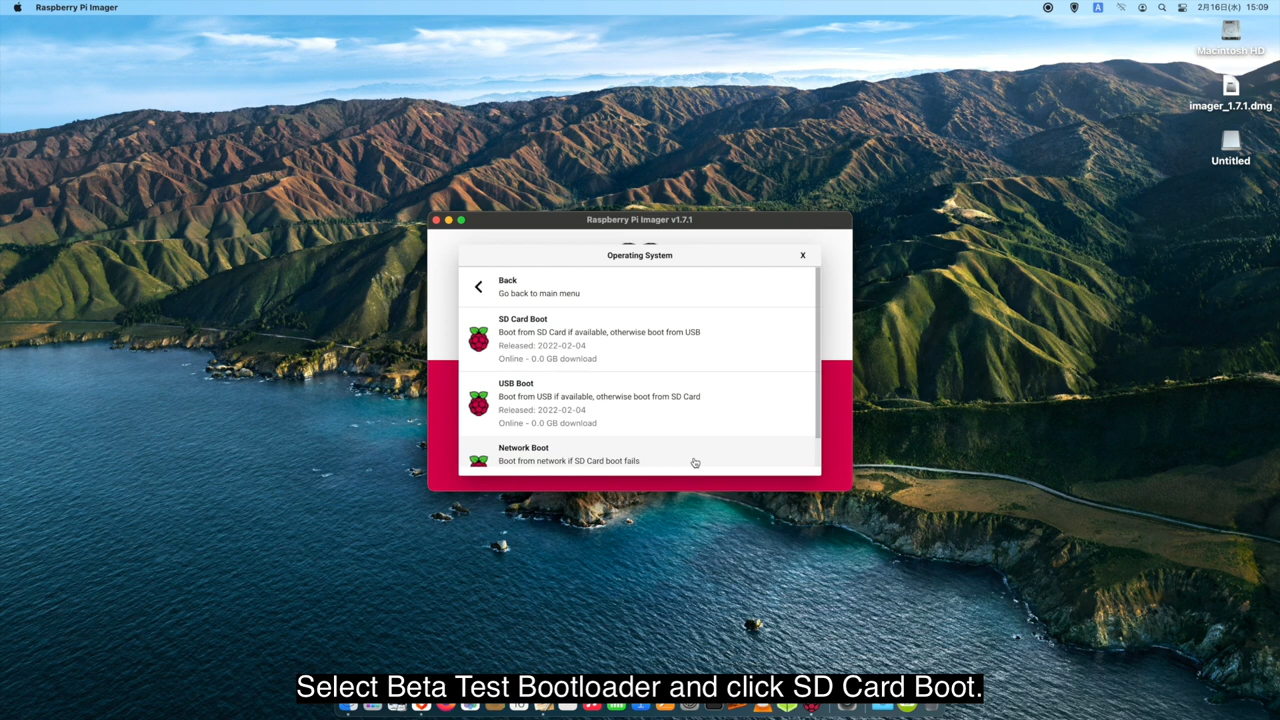 Raspberry Pi Imager
A
2月16日(水) 15:09
Macintosh HD
imager_1.7.1.dmg
Untitled
Raspberry Pi Imager v1.7.1
Operating System
X
Back
Go back to main menu
SD Card Boot
Boot from SD Card if available, otherwise boot from USB
Released: 2022-02-04
Online - 0.0 GB download
USB Boot
Boot from USB if available, otherwise boot from SD Card
Released: 2022-02-04
Online - 0.0 GB download
Network Boot
Boot from network if SD Card boot fails
Select Beta Test Bootloader and click SD Card Boot.